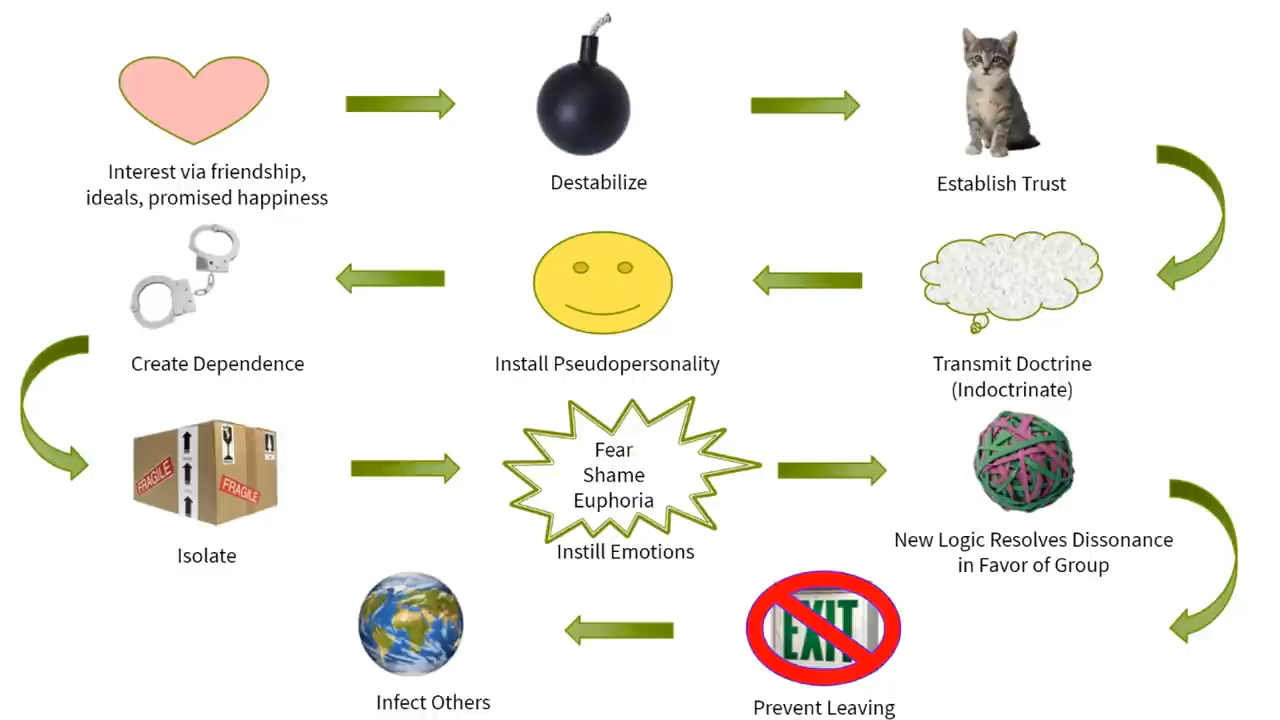 Interest via friendship,
ideals, promised happiness
Destabilize
Establish Trust
Transmit Doctrine
(Indoctrinate)
Install Pseudopersonality
Create Dependence
FRAGILE
FRAGILE
Isolate
Fear
Shame
Euphoria
Instill Emotions
New Logic Resolves Dissonance
in Favor of Group
EXIT
Prevent Leaving
Infect Others